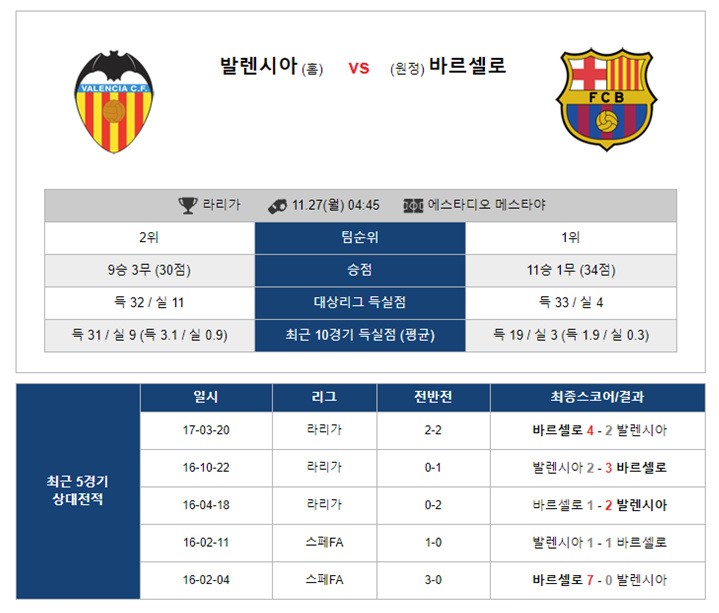 발렌시아 (홈) VS (원정) 바르셀로
VALENCIA C.F.
F C B
라리가 11.27(월) 04:45 에스타디오 메스타야
2위 팀순위 1위
9승 3무 (30점) 승점 11승 1무 (34점)
득 32 / 실 11 대상리그 득실점 득 33 / 실 4
득 31 / 실 9 (득 3.1 / 실 0.9) 최근 10경기 득실점 (평균) 득 19 / 실 3 (득 1.9 / 실 0.3)
일시 리그 전반전 최종스코어/결과
최근 5경기
상대전적
17-03-20 라리가 2-2 바르셀로 4 - 2 발렌시아
16-10-22 라리가 0-1 발렌시아 2 - 3 바르셀로
16-04-18 라리가 0-2 바르셀로 1 - 2 발렌시아
16-02-11 스페FA 1-0 발렌시아 1 - 1 바르셀로
16-02-04 스페FA 3-0 바르셀로 7 - 0 발렌시아